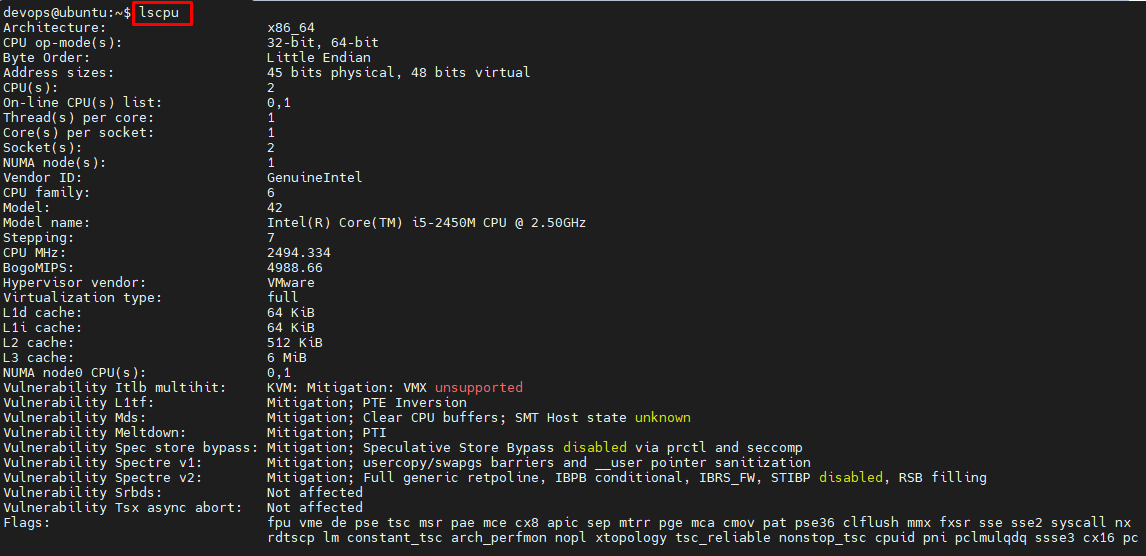 devops@ubuntu:~$ lscpu
Architecture: x86_64
CPU op-mode(s): 32-bit, 64-bit
Byte Order: Little Endian
Address sizes: 45 bits physical, 48 bits virtual
CPU(s): 2
On-line CPU(s) list: 0,1
Thread(s) per core: 1
Core(s) per socket: 1
Socket(s): 2
NUMA node(s): 1
Vendor ID: GenuineIntel
CPU family: 6
Model: 42
Model name: Intel(R) Core(TM) i5-2450M CPU @ 2.50GHz
Stepping: 7
CPU MHz: 2494.334
BogoMIPS: 4988.66
Hypervisor vendor: VMware
Virtualization type: full
L1d cache: 64 KiB
L1i cache: 64 KiB
L2 cache: 512 KiB
L3 cache: 6 MiB
NUMA node0 CPU(s): 0,1
Vulnerability Itlb multihit: KVM: Mitigation: VMX unsupported
Vulnerability L1tf: Mitigation; PTE Inversion
Vulnerability Mds: Mitigation; Clear CPU buffers; SMT Host state unknown
Vulnerability Meltdown: Mitigation; PTI
Vulnerability Spec store bypass: Mitigation; Speculative Store Bypass disabled via prctl and seccomp
Vulnerability Spectre v1: Mitigation; usercopy/swapgs barriers and __user pointer sanitization
Vulnerability Spectre v2: Mitigation; Full generic retpoline, IBPB conditional, IBRS_FW, STIBP disabled, RSB filling
Vulnerability Srbds: Not affected
Vulnerability Tsx async abort: Not affected
Flags: fpu vme de pse tsc msr pae mce cx8 apic sep mtrr pge mca cmov pat pse36 clflush mmx fxsr sse sse2 syscall nx
rdtscp lm constant_tsc arch_perfmon nopl xtopology tsc_reliable nonstop_tsc cpuid pni pclmulqdq ssse3 cx16 pc